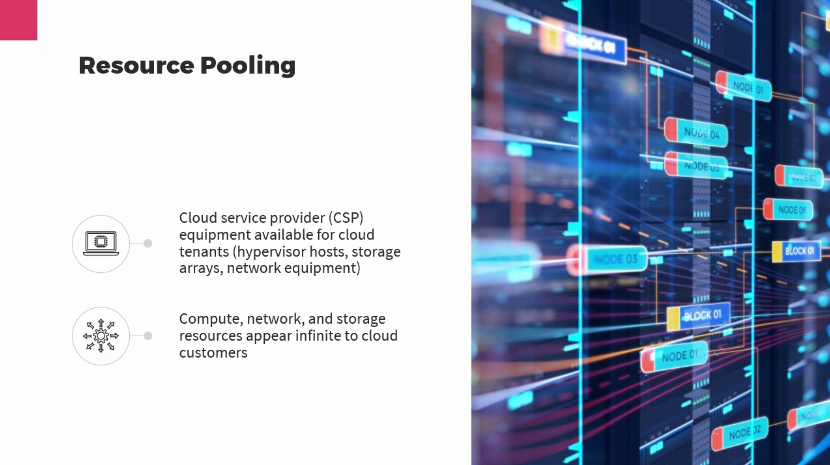 Resource Pooling
Cloud service provider (CSP)
equipment available for cloud
tenants (hypervisor hosts, storage
arrays, network equipment)
Compute, network, and storage
resources appear infinite to cloud
customers
BLOCK 01
NODE 01
NODE 04
NODE 05
NODE 06
BLOCK 01
NODE 03
BLOCK 01
NODE 01
NODE 02